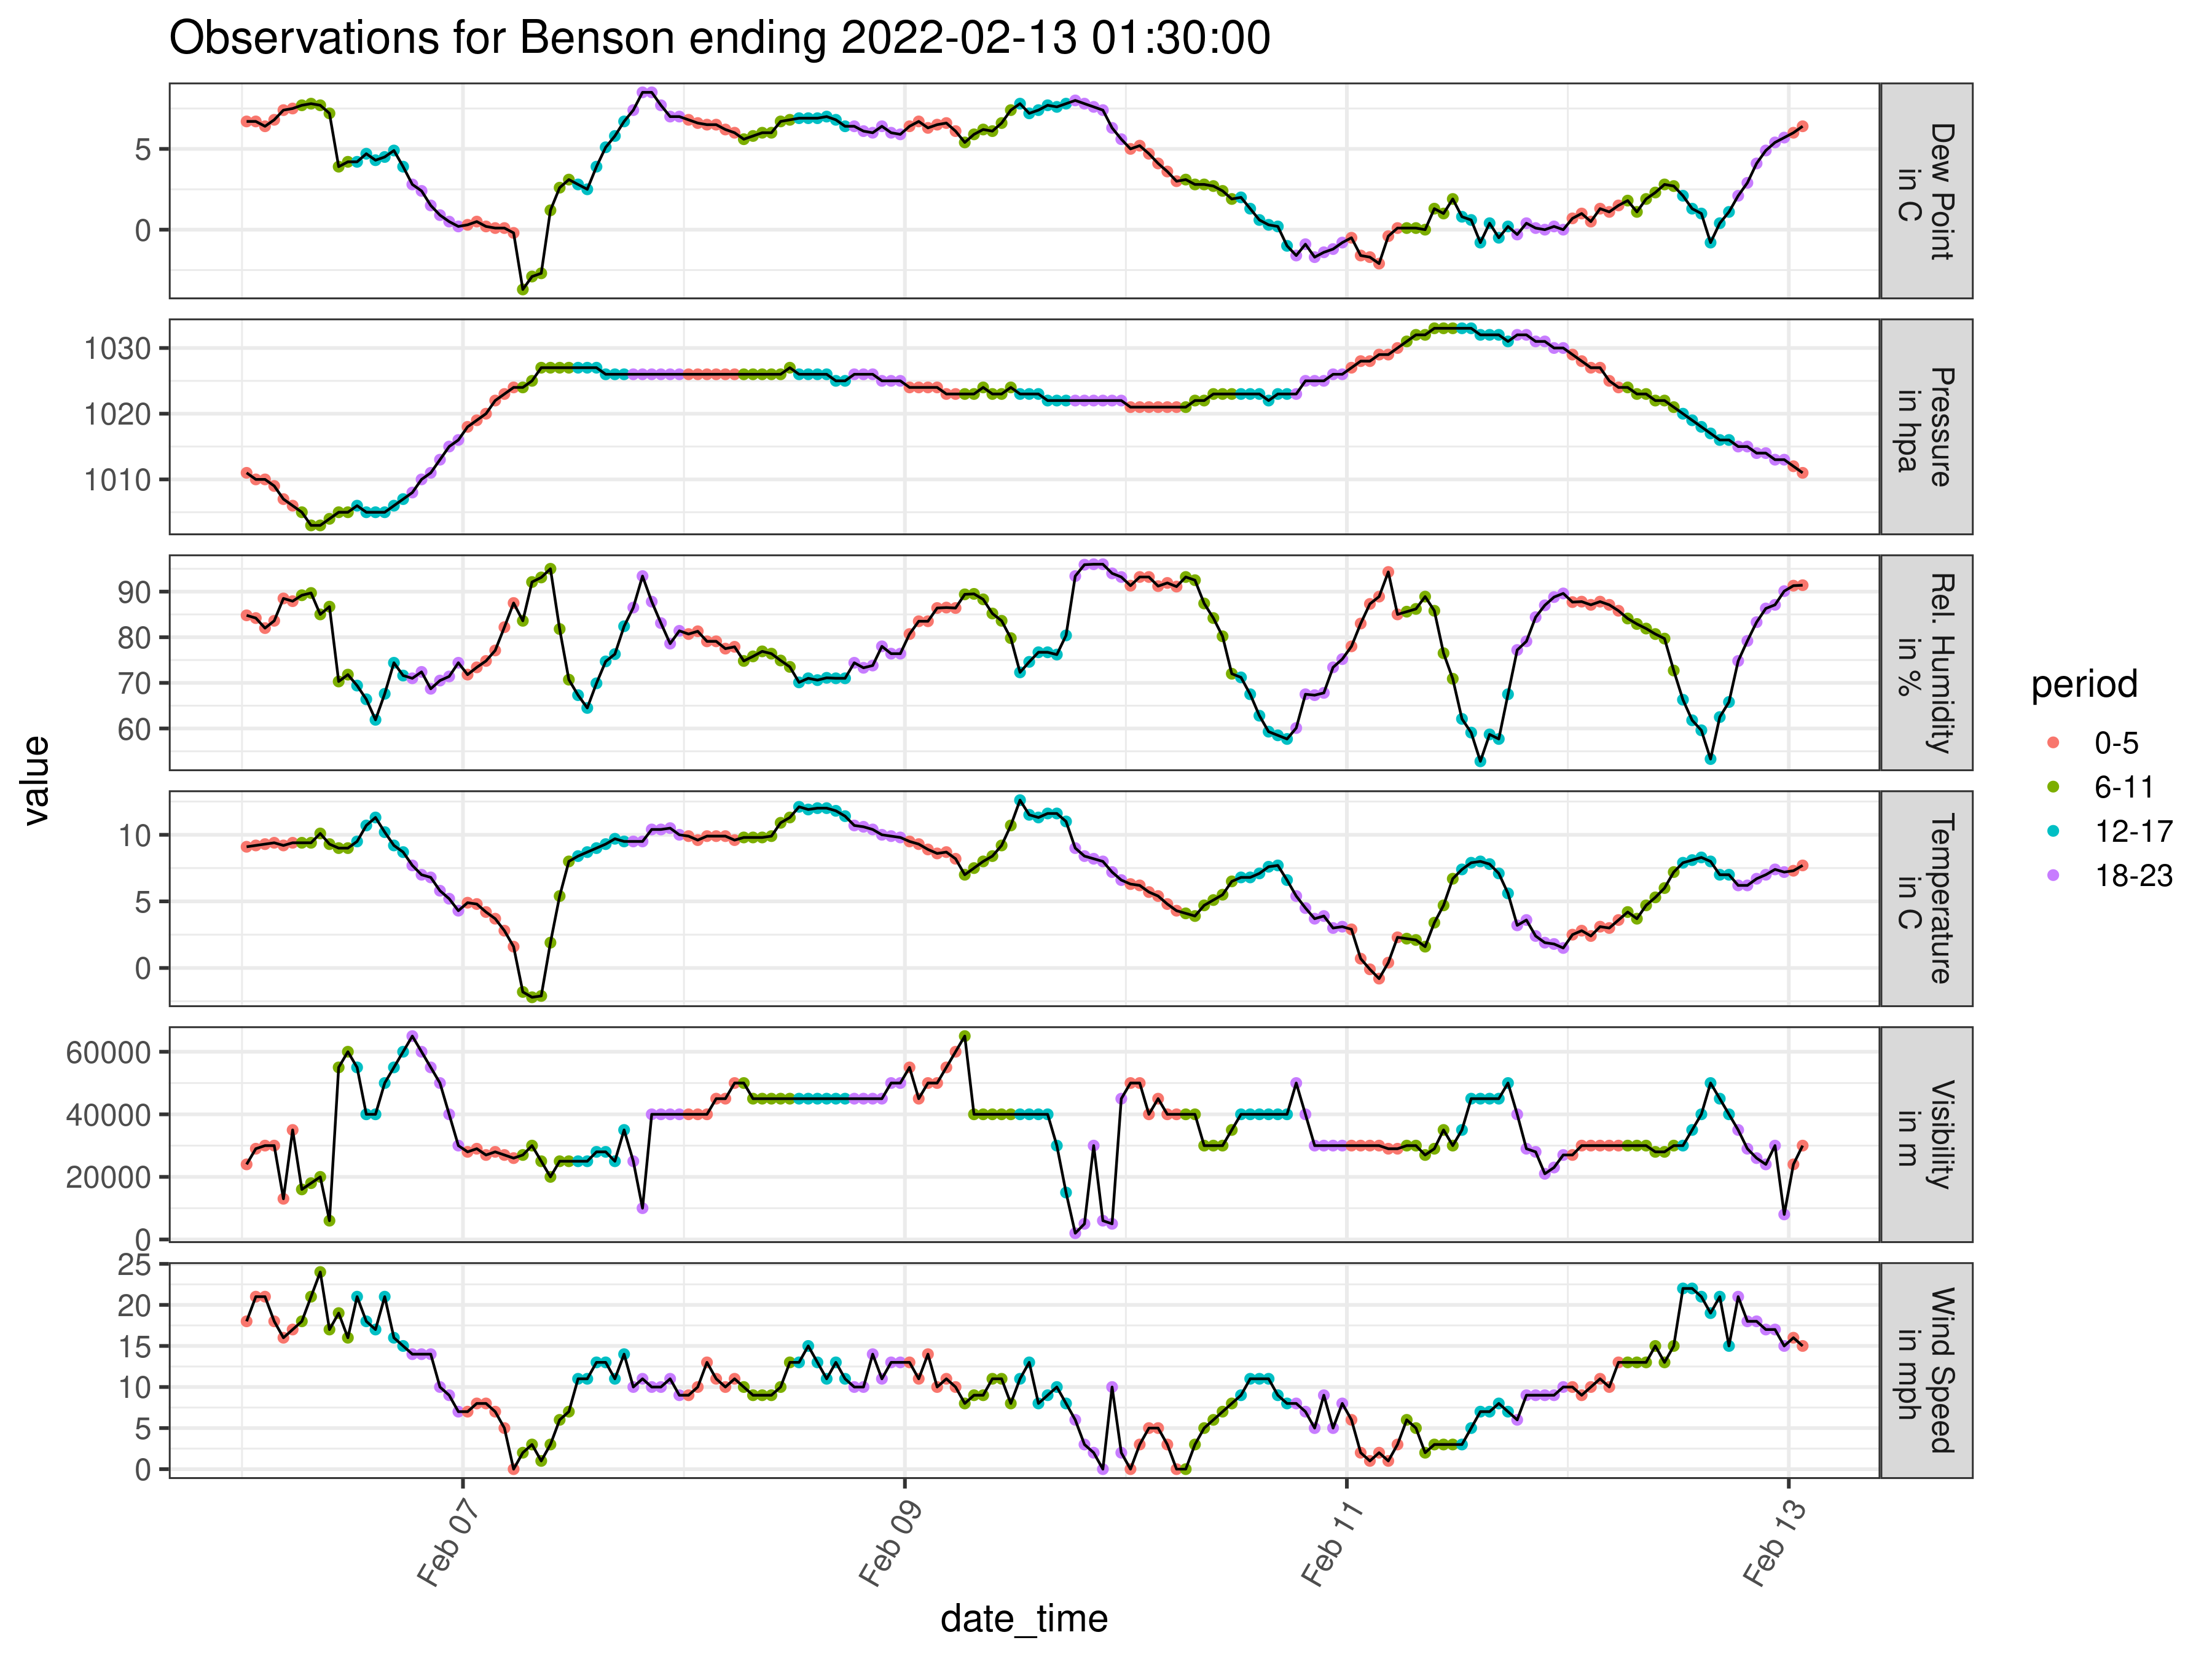 Observations for Benson ending 2022-02-13 01:30:00
value
5
0
Dew Point
in C
1030
1020
1010
Pressure
in hpa
90
80
70
60
Rel. Humidity
in %
10
5
0
Temperature
in C
60000
40000
20000
0
Visibility
in m
25
20
15
10
5
0
Wind Speed
in mph
Feb 07
Feb 09
Feb 11
Feb 13
date_time
period
0-5
6-11
12-17
18-23